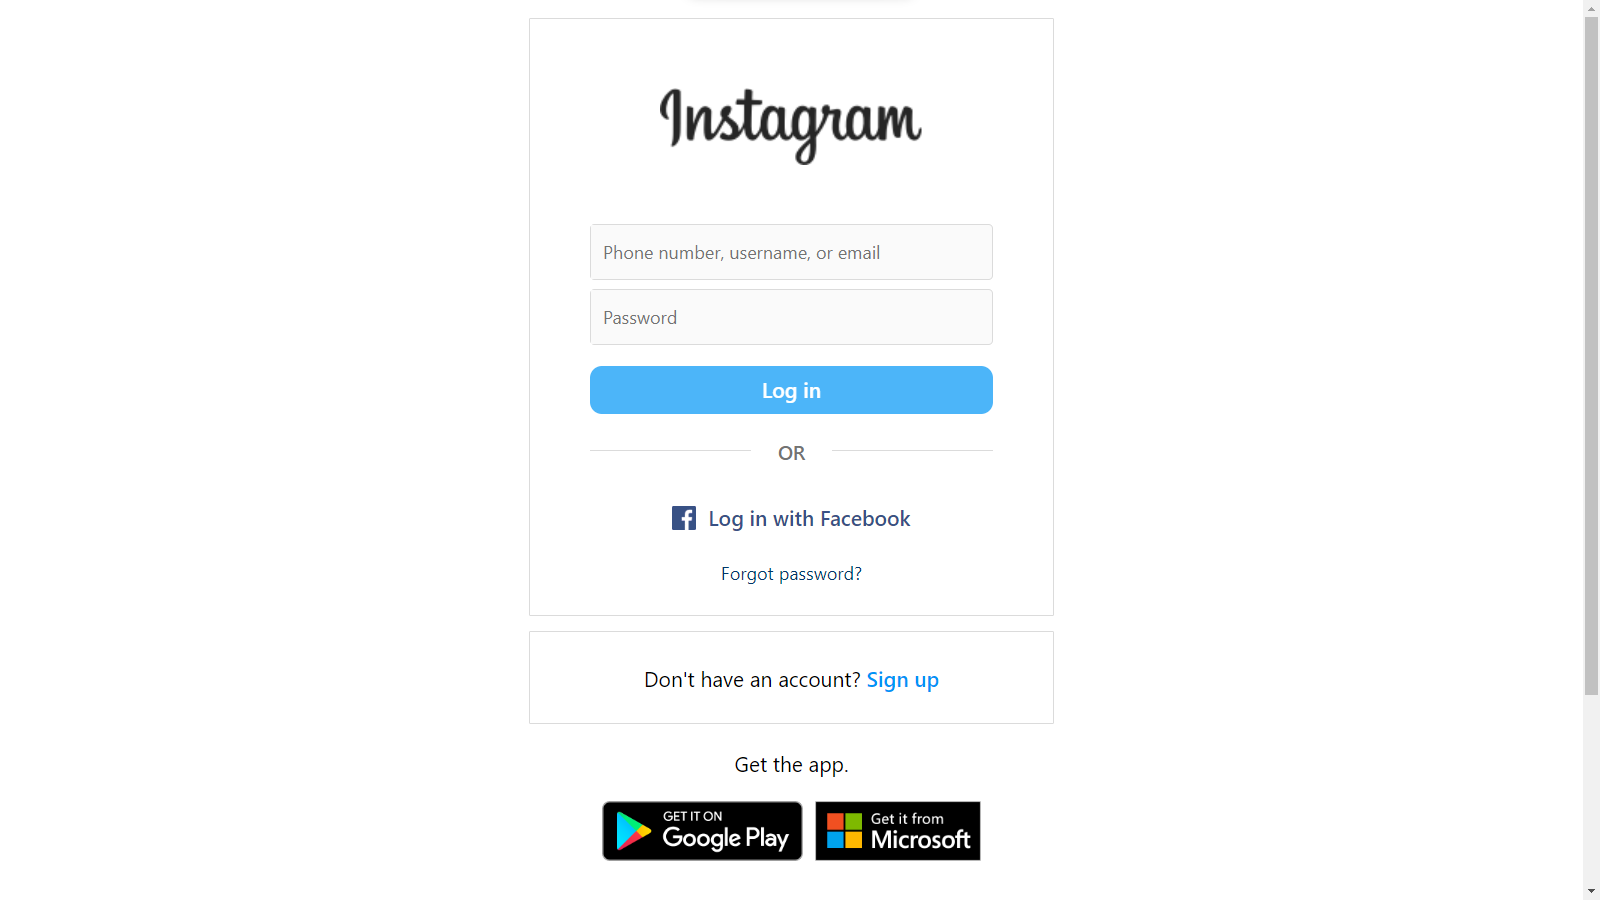 Instagram
Phone number, username, or email
Password
Log in
OR
Log in with Facebook
Forgot password?
Don't have an account? Sign up
Get the app.
GET IT ON
Google Play
Get it from
Microsoft